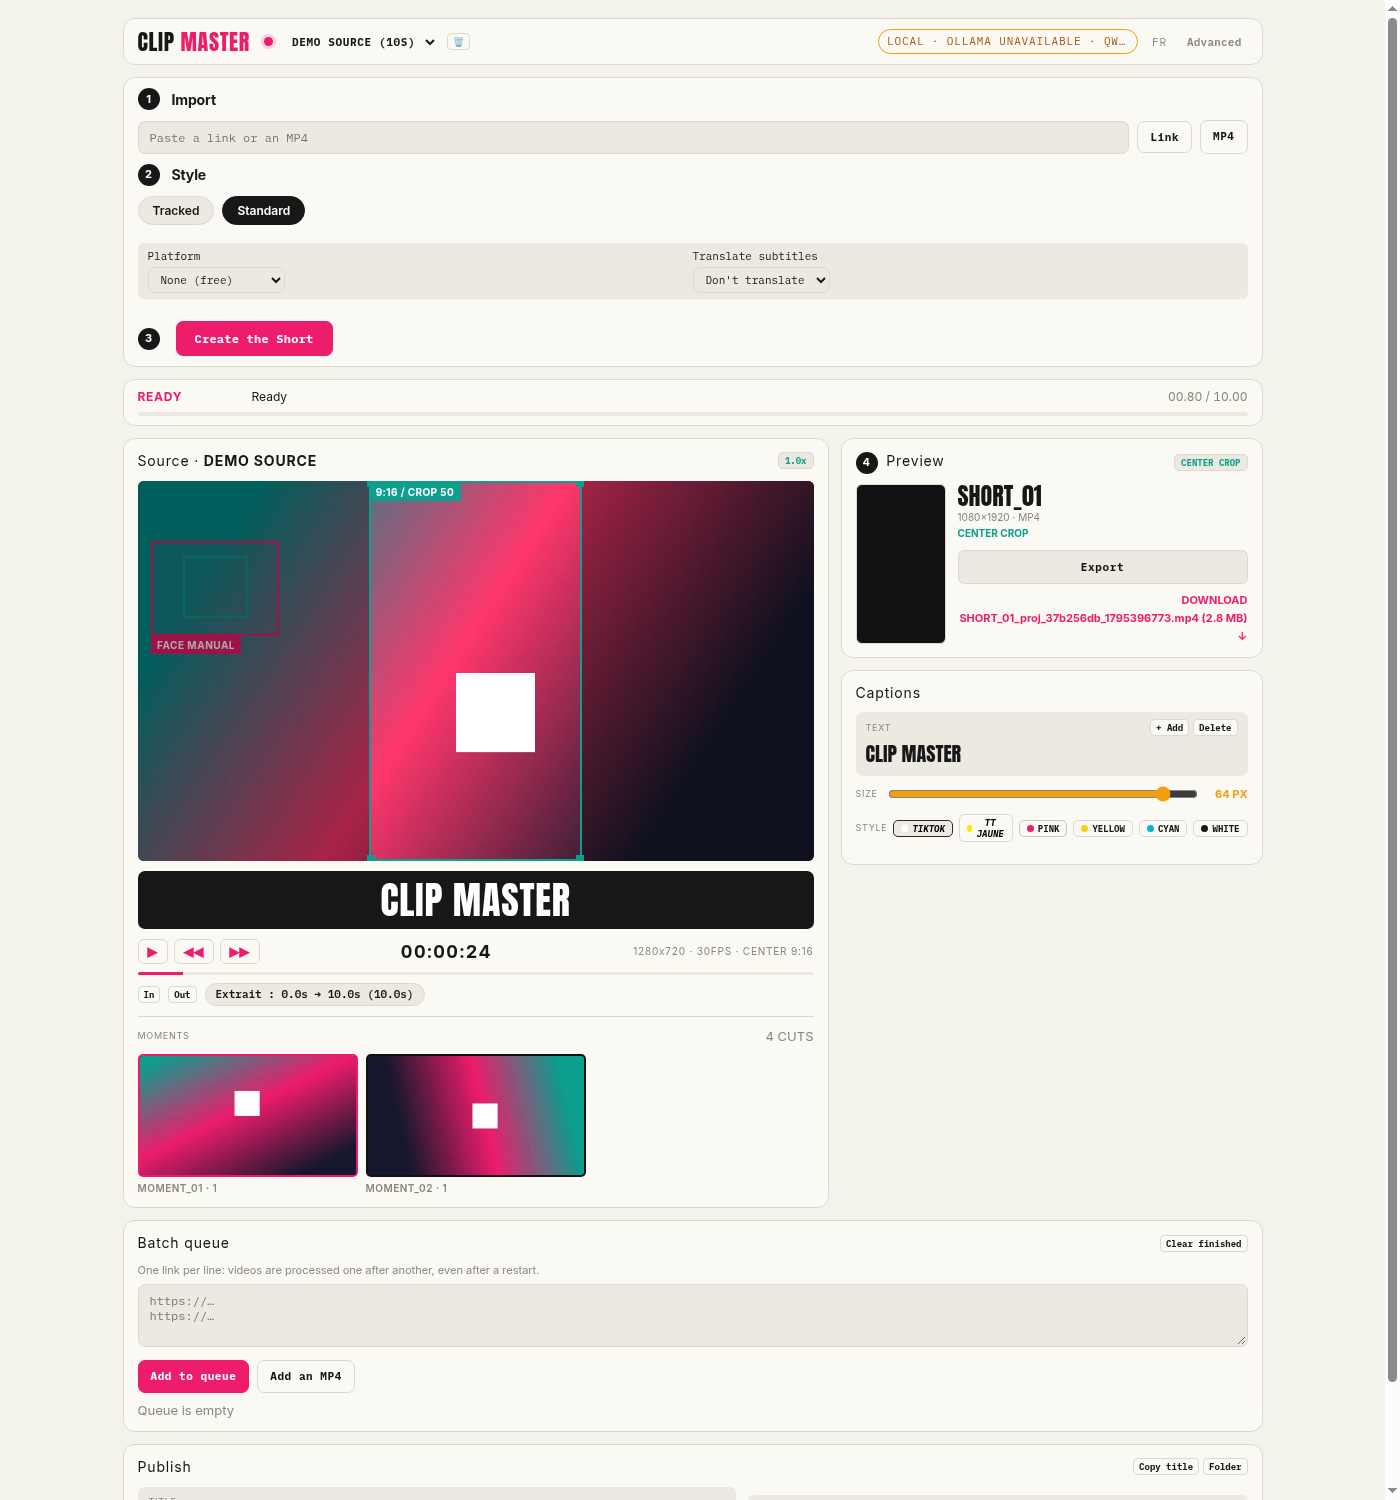 CLIP MASTER
DEMO SOURCE (10S)
LOCAL · OLLAMA UNAVAILABLE · QW…
FR
Advanced
1 Import
Paste a link or an MP4
Link
MP4
2 Style
Tracked
Standard
Platform
Translate subtitles
None (free)
Don't translate
3 Create the Short
READY
Ready
00.80 / 10.00
Source · DEMO SOURCE
1.0x
9:16 / CROP 50
FACE MANUAL
CLIP MASTER
00:00:24
1280x720 · 30FPS · CENTER 9:16
In
Out
Extrait : 0.0s → 10.0s (10.0s)
MOMENTS
4 CUTS
MOMENT_01 · 1
MOMENT_02 · 1
4 Preview
CENTER CROP
SHORT_01
1080×1920 · MP4
CENTER CROP
Export
DOWNLOAD
SHORT_01_proj_37b256db_1795396773.mp4 (2.8 MB)
↓
Captions
TEXT
+ Add
Delete
CLIP MASTER
SIZE
64 PX
STYLE
TIKTOK
TT
JAUNE
PINK
YELLOW
CYAN
WHITE
Batch queue
Clear finished
One link per line: videos are processed one after another, even after a restart.
https://…
https://…
Add to queue
Add an MP4
Queue is empty
Publish
Copy title
Folder